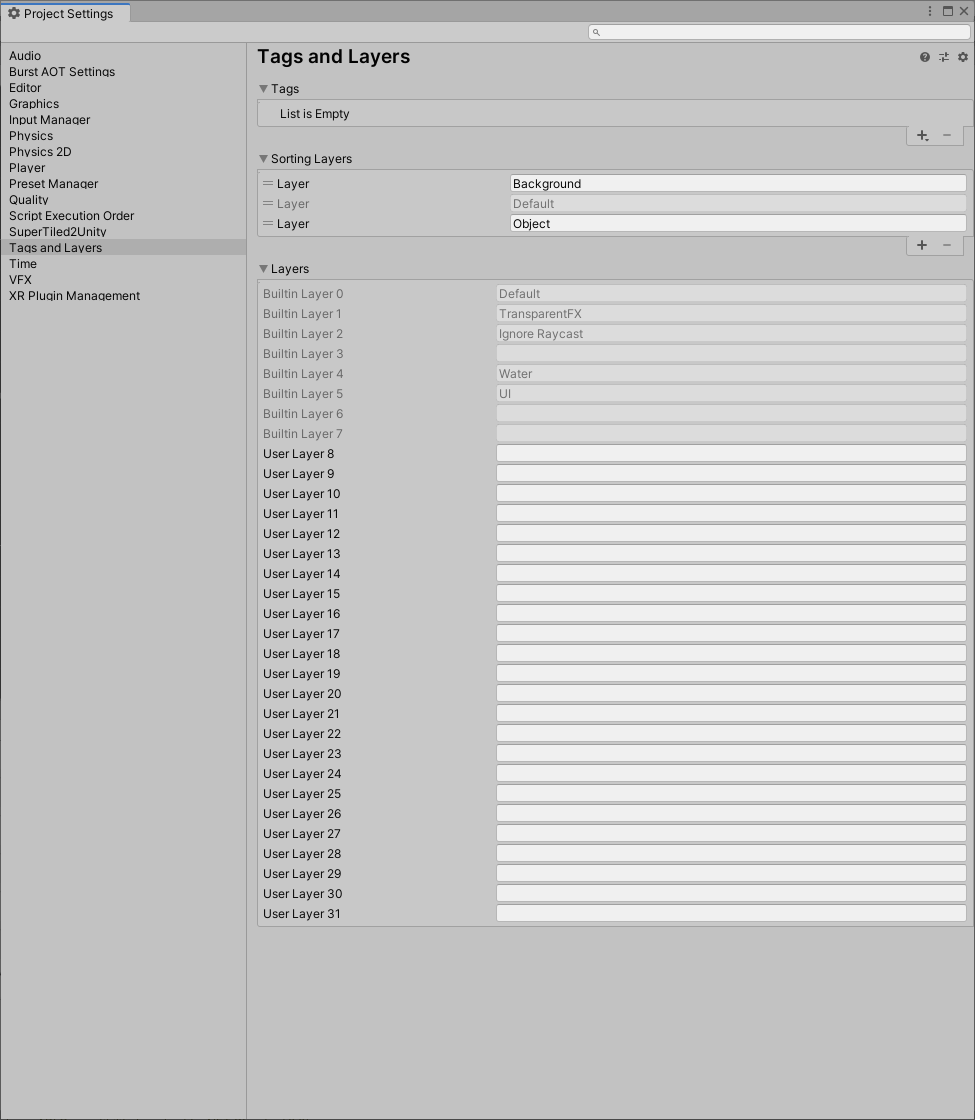 Project Settings
Audio
Burst AOT Settings
Editor
Graphics
Input Manager
Physics
Physics 2D
Player
Preset Manager
Quality
Script Execution Order
SuperTiled2Unity
Tags and Layers
Time
VFX
XR Plugin Management
Tags and Layers
Tags
List is Empty
Sorting Layers
Layer Background
Layer Default
Layer Object
Layers
Builtin Layer 0 Default
Builtin Layer 1 TransparentFX
Builtin Layer 2 Ignore Raycast
Builtin Layer 3
Builtin Layer 4 Water
Builtin Layer 5 UI
Builtin Layer 6
Builtin Layer 7
User Layer 8
User Layer 9
User Layer 10
User Layer 11
User Layer 12
User Layer 13
User Layer 14
User Layer 15
User Layer 16
User Layer 17
User Layer 18
User Layer 19
User Layer 20
User Layer 21
User Layer 22
User Layer 23
User Layer 24
User Layer 25
User Layer 26
User Layer 27
User Layer 28
User Layer 29
User Layer 30
User Layer 31